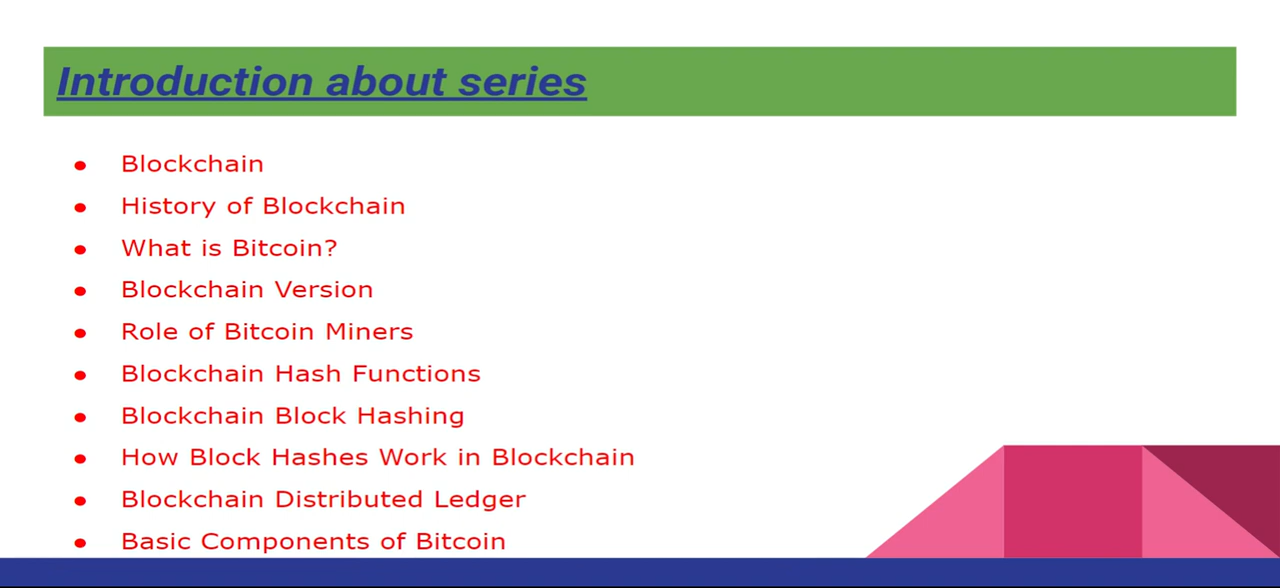 Introduction about series
● Blockchain
● History of Blockchain
● What is Bitcoin?
● Blockchain Version
● Role of Bitcoin Miners
● Blockchain Hash Functions
● Blockchain Block Hashing
● How Block Hashes Work in Blockchain
● Blockchain Distributed Ledger
● Basic Components of Bitcoin